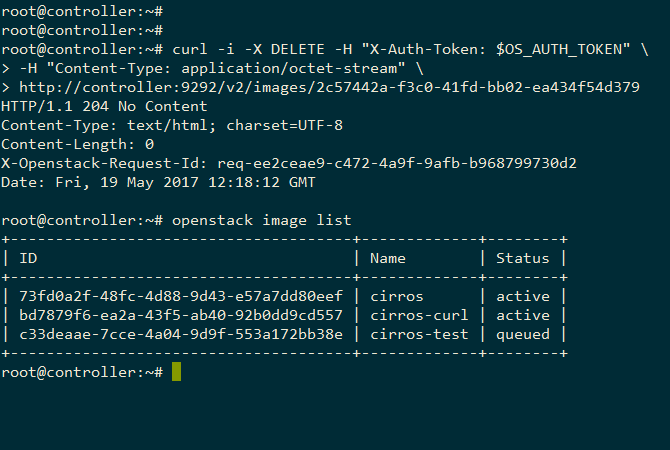 root@controller:~#
root@controller:~#
root@controller:~# curl -i -X DELETE -H "X-Auth-Token: $OS_AUTH_TOKEN" \
> -H "Content-Type: application/octet-stream" \
> http://controller:9292/v2/images/2c57442a-f3c0-41fd-bb02-ea434f54d379
HTTP/1.1 204 No Content
Content-Type: text/html; charset=UTF-8
Content-Length: 0
X-Openstack-Request-Id: req-ee2ceae9-c472-4a9f-9afb-b968799730d2
Date: Fri, 19 May 2017 12:18:12 GMT

root@controller:~# openstack image list
+--------------------------------------+-------------+--------+
| ID                                   | Name        | Status |
+--------------------------------------+-------------+--------+
| 73fd0a2f-48fc-4d88-9d43-e57a7dd80eef | cirros      | active |
| bd7879f6-ea2a-43f5-ab40-92b0dd9cd557 | cirros-curl | active |
| c33deaae-7cce-4a04-9d9f-553a172bb38e | cirros-test | queued |
+--------------------------------------+-------------+--------+
root@controller:~#